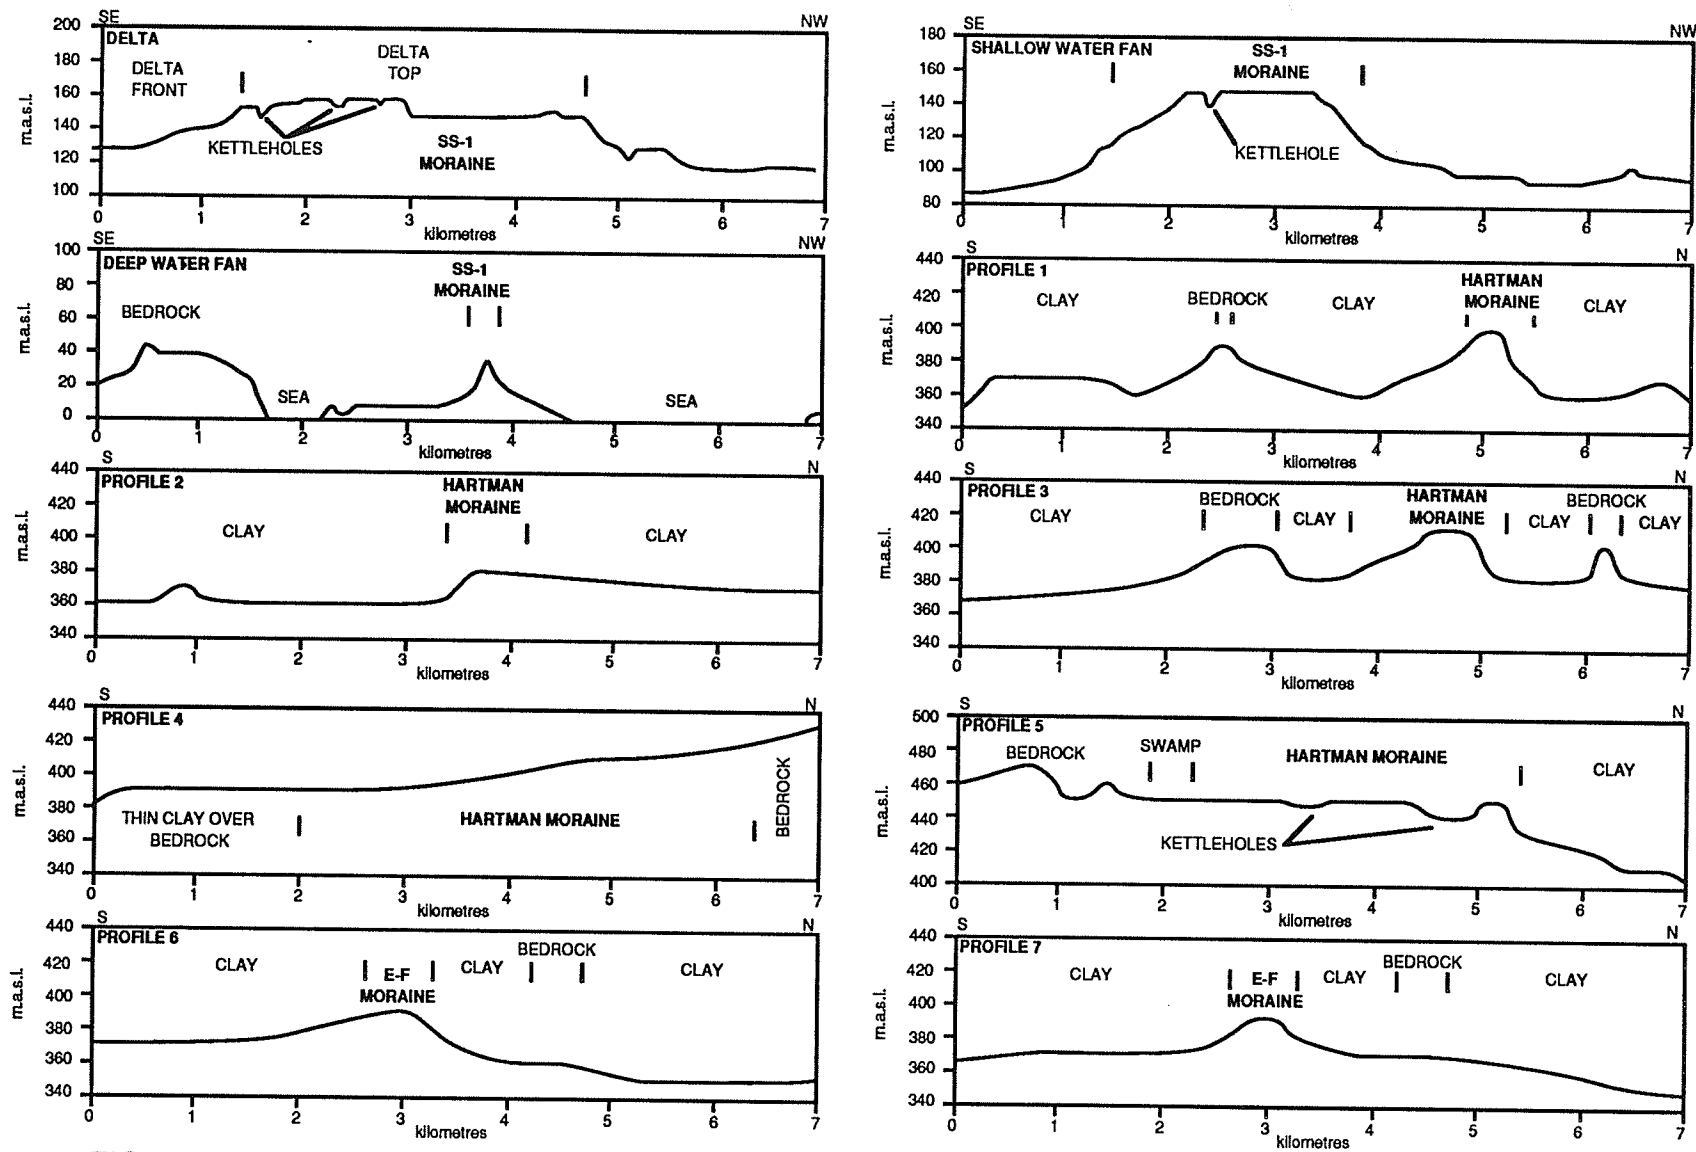 SE
NW
200
DELTA
180
DELTA
FRONT
DELTA
TOP
160
m.a.s.l.
140
KETTLEHOLES
SS-1
MORAINE
120
100
0 1 2 3 4 5 6 7
kilometres
SE
NW
180
SHALLOW WATER FAN
SS-1
MORAINE
160
140
m.a.s.l.
120
KETTLEHOLE
100
80
0 1 2 3 4 5 6 7
kilometres
SE
NW
100
DEEP WATER FAN
SS-1
MORAINE
80
BEDROCK
60
m.a.s.l.
40
20
SEA
SEA
0
0 1 2 3 4 5 6 7
kilometres
S
N
440
PROFILE 1
HARTMAN
MORAINE
420
CLAY
BEDROCK
CLAY
CLAY
400
m.a.s.l.
380
360
340
0 1 2 3 4 5 6 7
kilometres
S
N
440
PROFILE 2
HARTMAN
MORAINE
420
CLAY
CLAY
400
m.a.s.l.
380
360
340
0 1 2 3 4 5 6 7
kilometres
S
N
440
PROFILE 3
BEDROCK
HARTMAN
MORAINE
BEDROCK
420
CLAY
CLAY
CLAY
CLAY
400
m.a.s.l.
380
360
340
0 1 2 3 4 5 6 7
kilometres
S
N
440
PROFILE 4
420
400
m.a.s.l.
380
THIN CLAY OVER
BEDROCK
HARTMAN MORAINE
BEDROCK
360
340
0 1 2 3 4 5 6 7
kilometres
S
N
500
PROFILE 5
BEDROCK
SWAMP
HARTMAN MORAINE
CLAY
480
460
m.a.s.l.
440
KETTLEHOLES
420
400
0 1 2 3 4 5 6 7
kilometres
S
N
440
PROFILE 6
BEDROCK
420
CLAY
E-F
MORAINE
CLAY
CLAY
400
m.a.s.l.
380
360
340
0 1 2 3 4 5 6 7
kilometres
S
N
440
PROFILE 7
BEDROCK
420
CLAY
E-F
MORAINE
CLAY
CLAY
400
m.a.s.l.
380
360
340
0 1 2 3 4 5 6 7
kilometres